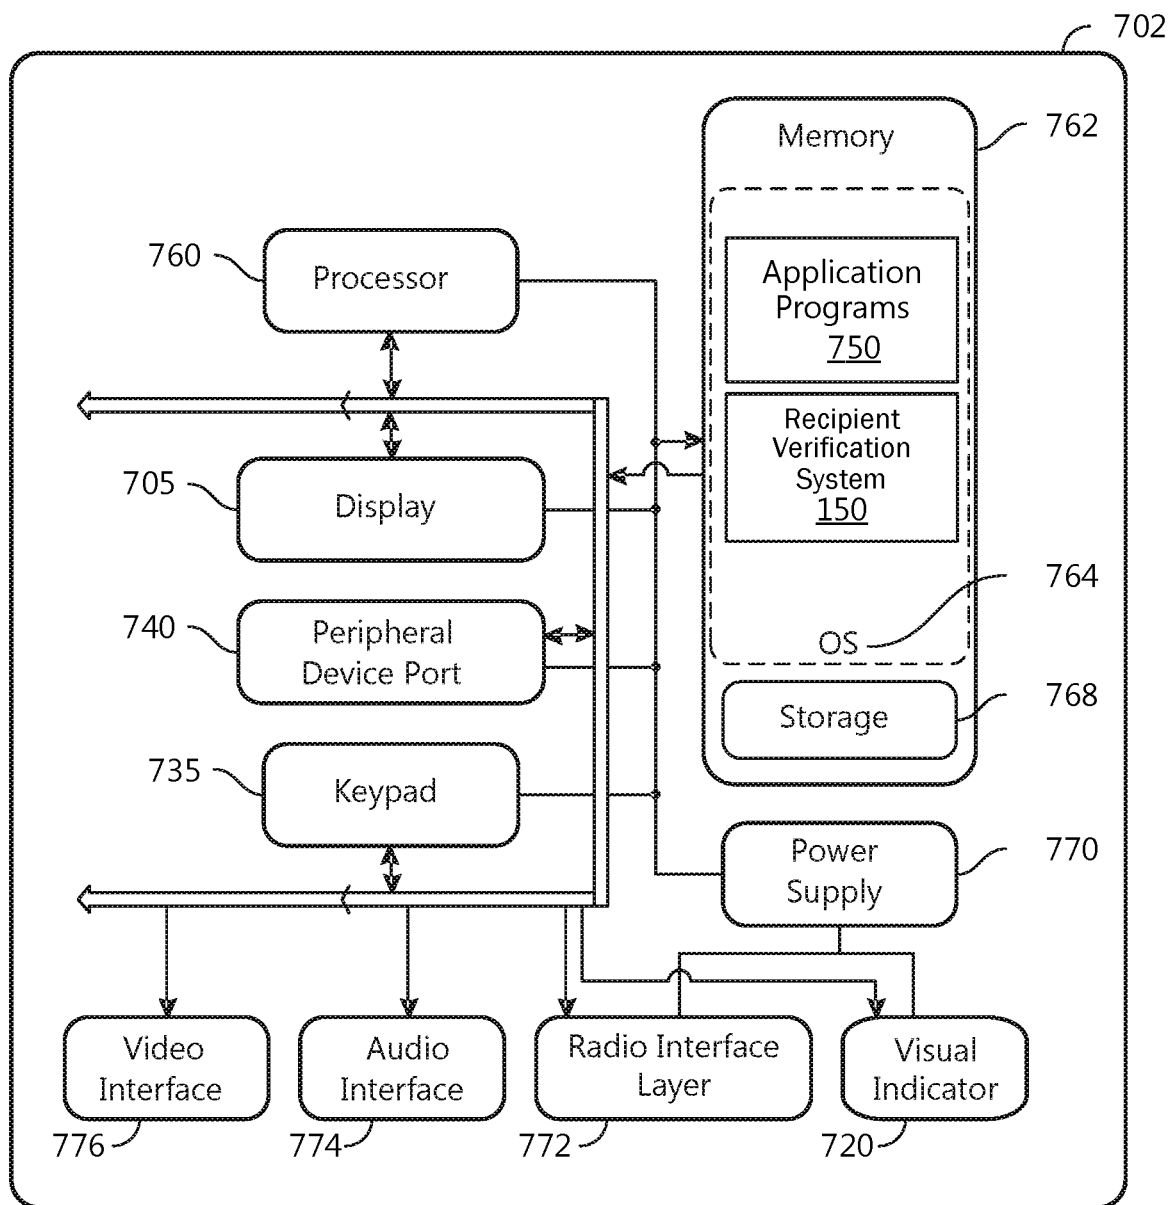 702
Memory
762
Application
Programs
750
760
Processor
Recipient
Verification
System
150
705
Display
764
740
Peripheral
Device Port
OS
768
Storage
735
Keypad
Power
Supply
770
Video
Interface
Audio
Interface
Radio Interface
Layer
Visual
Indicator
776
774
772
720